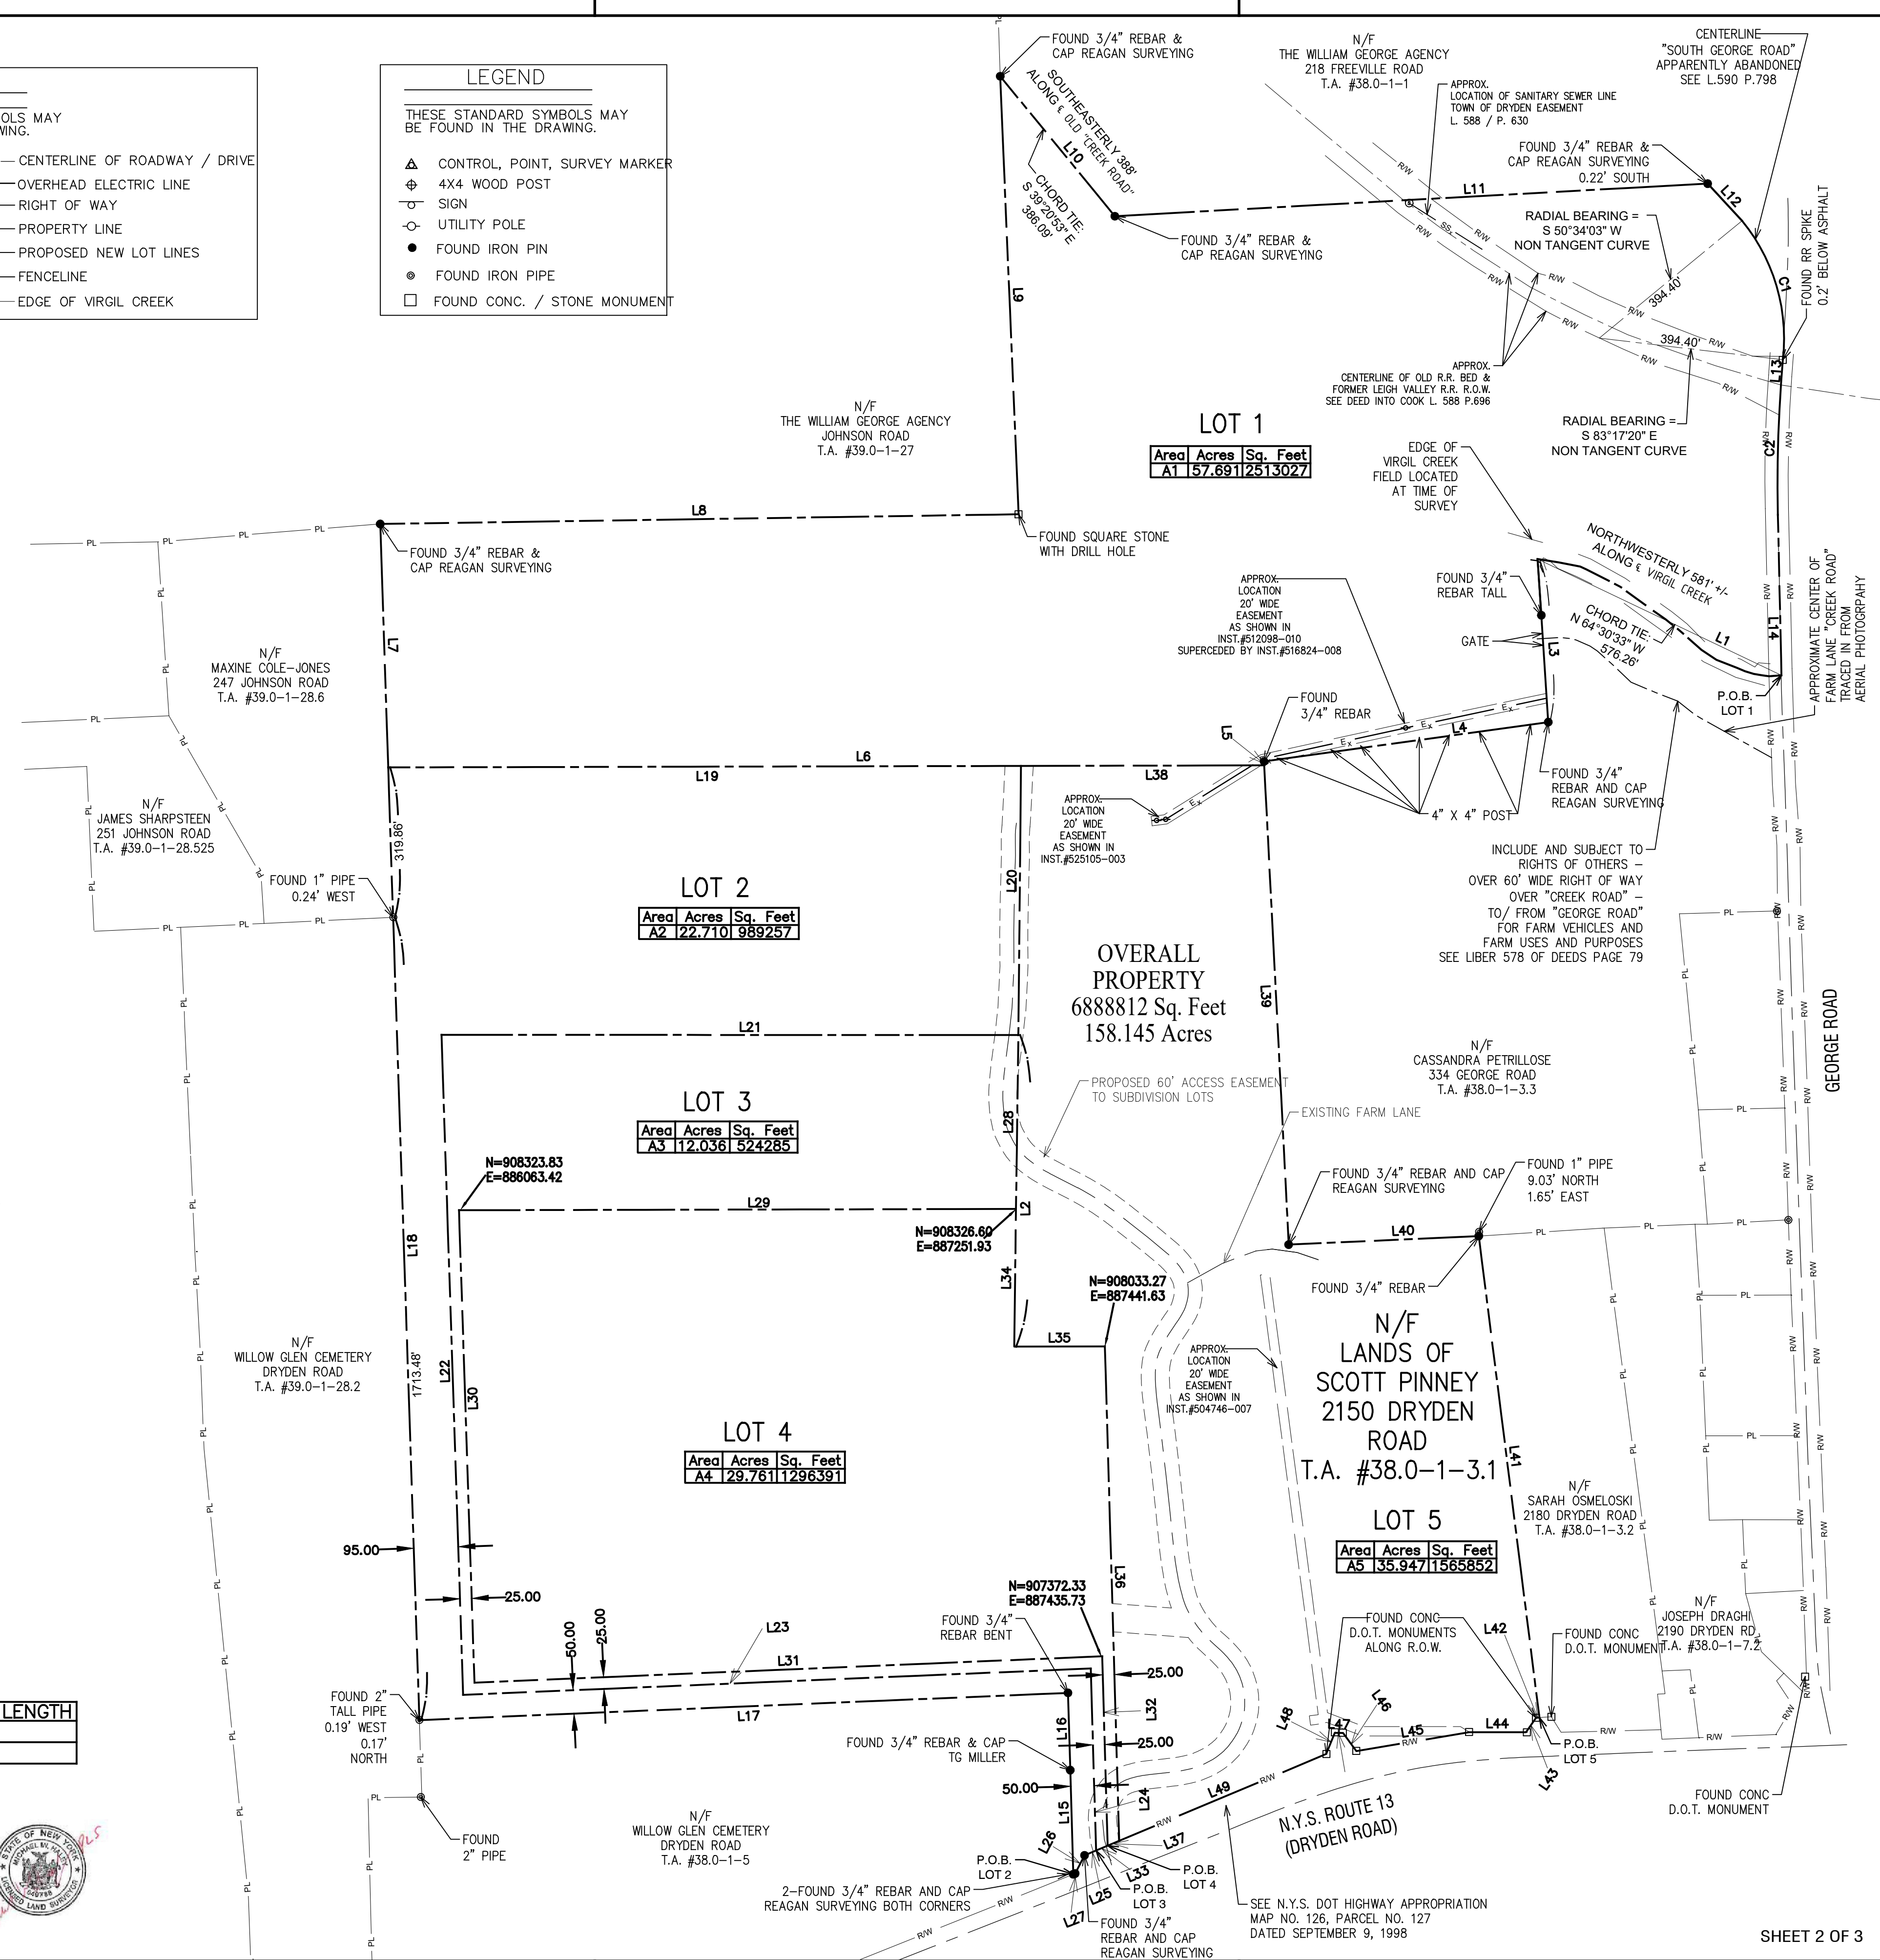 OLS MAY
WING.
CENTERLINE OF ROADWAY / DRIVE
OVERHEAD ELECTRIC LINE
RIGHT OF WAY
PROPERTY LINE
PROPOSED NEW LOT LINES
FENCELINE
EDGE OF VIRGIL CREEK
LEGEND
THESE STANDARD SYMBOLS MAY
BE FOUND IN THE DRAWING.
CONTROL, POINT, SURVEY MARKER
4X4 WOOD POST
SIGN
UTILITY POLE
FOUND IRON PIN
FOUND IRON PIPE
FOUND CONC. / STONE MONUMENT
PL
FOUND 3/4" REBAR &
CAP REAGAN SURVEYING
SOUTHEASTERLY 388'
ALONG ℄ OLD "CREEK ROAD"
L10
CHORD TIE:
S 39°20'53" E
386.09'
FOUND 3/4" REBAR &
CAP REAGAN SURVEYING
L9
N/F
THE WILLIAM GEORGE AGENCY
218 FREEVILLE ROAD
T.A. #38.0-1-1
APPROX.
LOCATION OF SANITARY SEWER LINE
TOWN OF DRYDEN EASEMENT
L. 588 / P. 630
CENTERLINE
"SOUTH GEORGE ROAD"
APPARENTLY ABANDONED
SEE L.590 P.798
FOUND 3/4" REBAR &
CAP REAGAN SURVEYING
0.22' SOUTH
L11
L12
RADIAL BEARING =
S 50°34'03" W
NON TANGENT CURVE
394.40'
C1
FOUND RR SPIKE
0.2' BELOW ASPHALT
SS
R/W
394.40'
L13
APPROX.
CENTERLINE OF OLD R.R. BED &
FORMER LEIGH VALLEY R.R. R.O.W.
SEE DEED INTO COOK L. 588 P.696
RADIAL BEARING =
S 83°17'20" E
NON TANGENT CURVE
C2
N/F
THE WILLIAM GEORGE AGENCY
JOHNSON ROAD
T.A. #39.0-1-27
LOT 1
Area Acres Sq. Feet
A1 57.691 2513027
EDGE OF
VIRGIL CREEK
FIELD LOCATED
AT TIME OF
SURVEY
L8
FOUND 3/4" REBAR &
CAP REAGAN SURVEYING
FOUND SQUARE STONE
WITH DRILL HOLE
NORTHWESTERLY 581' +/-
ALONG ℄ VIRGIL CREEK
CHORD TIE:
N 64°30'33" W
576.26'
L1
L14
APPROXIMATE CENTER OF
FARM LANE "CREEK ROAD"
TRACED IN FROM
AERIAL PHOTOGRPAHY
P.O.B.
LOT 1
FOUND 3/4"
REBAR TALL
GATE
L3
APPROX.
LOCATION
20' WIDE
EASEMENT
AS SHOWN IN
INST.#512098-010
SUPERCEDED BY INST.#516824-008
FOUND
3/4" REBAR
L5
Ex
L4
L7
N/F
MAXINE COLE-JONES
247 JOHNSON ROAD
T.A. #39.0-1-28.6
L6
L19
L38
APPROX.
LOCATION
20' WIDE
EASEMENT
AS SHOWN IN
INST.#525105-003
4" X 4" POST
FOUND 3/4"
REBAR AND CAP
REAGAN SURVEYING
N/F
JAMES SHARPSTEEN
251 JOHNSON ROAD
T.A. #39.0-1-28.525
319.86'
FOUND 1" PIPE
0.24' WEST
LOT 2
Area Acres Sq. Feet
A2 22.710 989257
L20
INCLUDE AND SUBJECT TO
RIGHTS OF OTHERS -
OVER 60' WIDE RIGHT OF WAY
OVER "CREEK ROAD" -
TO/ FROM "GEORGE ROAD"
FOR FARM VEHICLES AND
FARM USES AND PURPOSES
SEE LIBER 578 OF DEEDS PAGE 79
OVERALL
PROPERTY
6888812 Sq. Feet
158.145 Acres
L39
GEORGE ROAD
L21
N/F
CASSANDRA PETRILLOSE
334 GEORGE ROAD
T.A. #38.0-1-3.3
PROPOSED 60' ACCESS EASEMENT
TO SUBDIVISION LOTS
EXISTING FARM LANE
LOT 3
Area Acres Sq. Feet
A3 12.036 524285
L28
N=908323.83
E=886063.42
L29
L2
N=908326.60
E=887251.93
FOUND 3/4" REBAR AND CAP
REAGAN SURVEYING
FOUND 1" PIPE
9.03' NORTH
1.65' EAST
L40
FOUND 3/4" REBAR
L18
L34
N=908033.27
E=887441.63
L35
N/F
WILLOW GLEN CEMETERY
DRYDEN ROAD
T.A. #39.0-1-28.2
1713.48'
L22
L30
APPROX.
LOCATION
20' WIDE
EASEMENT
AS SHOWN IN
INST.#504746-007
N/F
LANDS OF
SCOTT PINNEY
2150 DRYDEN
ROAD
T.A. #38.0-1-3.1
L41
LOT 4
Area Acres Sq. Feet
A4 29.761 1296391
N/F
SARAH OSMELOSKI
2180 DRYDEN ROAD
T.A. #38.0-1-3.2
LOT 5
Area Acres Sq. Feet
A5 35.947 1565852
95.00
25.00
L36
N=907372.33
E=887435.73
FOUND 3/4"
REBAR BENT
50.00
25.00
L23
L31
FOUND CONC
D.O.T. MONUMENTS
ALONG R.O.W.
L42
FOUND CONC
D.O.T. MONUMENT
N/F
JOSEPH DRAGHI
2190 DRYDEN RD
T.A. #38.0-1-7.2
25.00
FOUND 2"
TALL PIPE
0.19' WEST
0.17'
NORTH
LENGTH
L17
L16
L32
L48
L47
L46
L45
L44
P.O.B.
LOT 5
L43
FOUND 3/4" REBAR & CAP
TG MILLER
25.00
50.00
L15
L24
L49
N.Y.S. ROUTE 13
(DRYDEN ROAD)
FOUND CONC
D.O.T. MONUMENT
FOUND
2" PIPE
N/F
WILLOW GLEN CEMETERY
DRYDEN ROAD
T.A. #38.0-1-5
L26
P.O.B.
LOT 2
L37
L33
P.O.B.
LOT 4
L25
P.O.B.
LOT 3
2-FOUND 3/4" REBAR AND CAP
REAGAN SURVEYING BOTH CORNERS
L27
FOUND 3/4"
REBAR AND CAP
REAGAN SURVEYING
SEE N.Y.S. DOT HIGHWAY APPROPRIATION
MAP NO. 126, PARCEL NO. 127
DATED SEPTEMBER 9, 1998
STATE OF NEW YORK
LICENSED LAND SURVEYOR
SHEET 2 OF 3